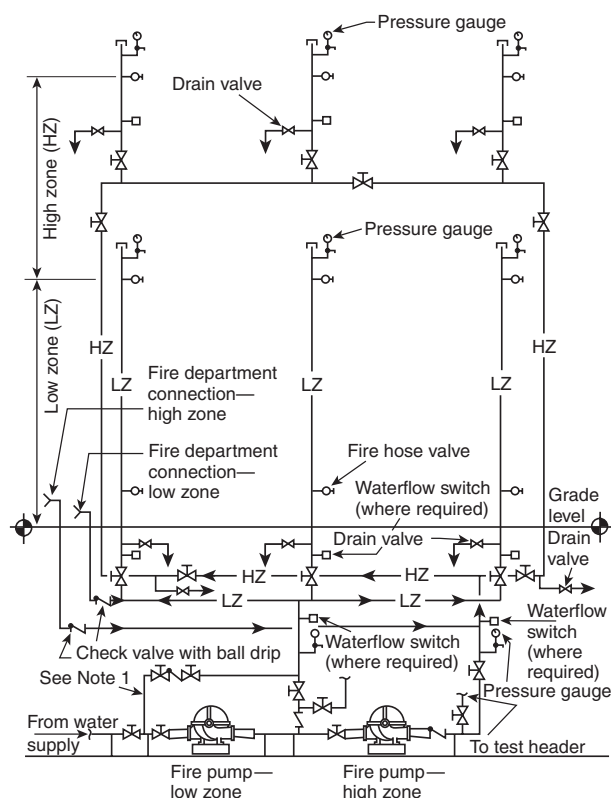 Pressure gauge
Drain valve
High zone (HZ)
Pressure gauge
Low zone (LZ)
HZ
LZ
LZ
LZ
HZ
Fire department
connection—
high zone
Fire department
connection—
low zone
Fire hose valve
Waterflow switch
(where required)
Grade
level
Drain valve
Drain
valve
HZ
HZ
LZ
LZ
Check valve with ball drip
Waterflow switch
(where required)
Waterflow
switch
(where
required)
See Note 1
Pressure gauge
From water
supply
To test header
Fire pump—
low zone
Fire pump—
high zone